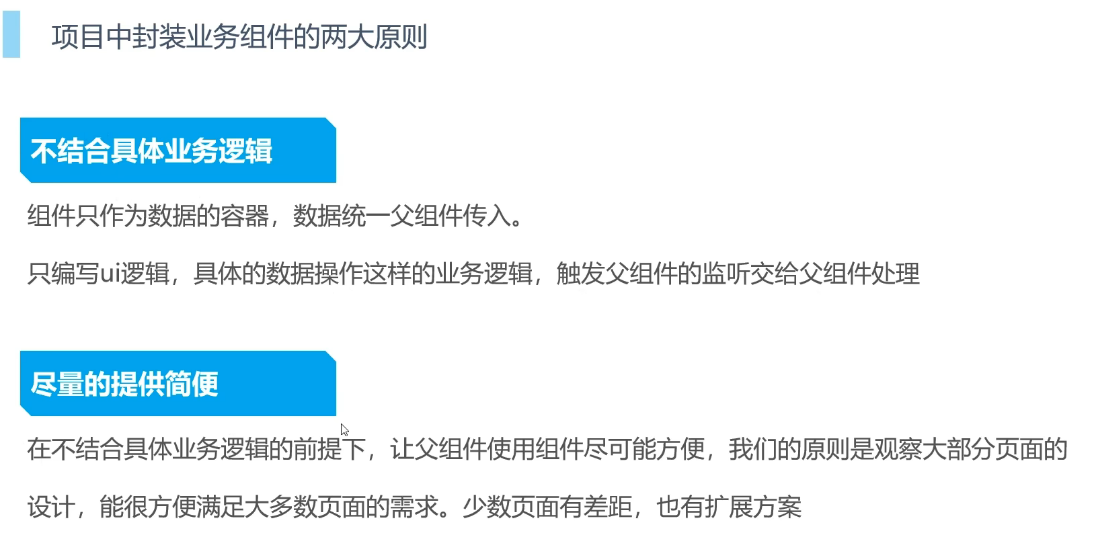 项目中封装业务组件的两大原则
不结合具体业务逻辑
组件只作为数据的容器，数据统一父组件传入。
只编写ui逻辑，具体的数据操作这样的业务逻辑，触发父组件的监听交给父组件处理
尽量的提供简便
在不结合具体业务逻辑的前提下，让父组件使用组件尽可能方便，我们的原则是观察大部分页面的
设计，能很方便满足大多数页面的需求。少数页面有差距，也有扩展方案